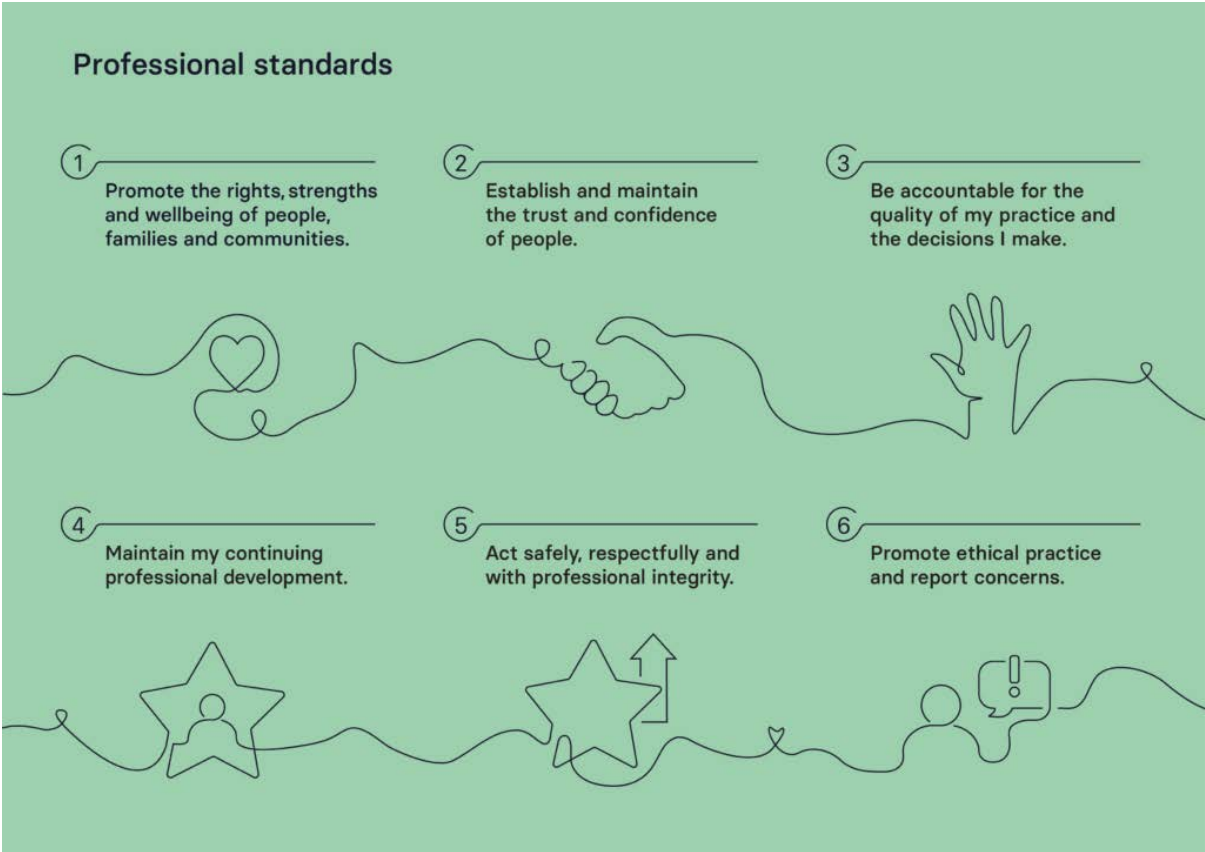 Professional standards
1
Promote the rights, strengths
and wellbeing of people,
families and communities.
2
Establish and maintain
the trust and confidence
of people.
3
Be accountable for the
quality of my practice and
the decisions I make.
4
Maintain my continuing
professional development.
5
Act safely, respectfully and
with professional integrity.
6
Promote ethical practice
and report concerns.
!